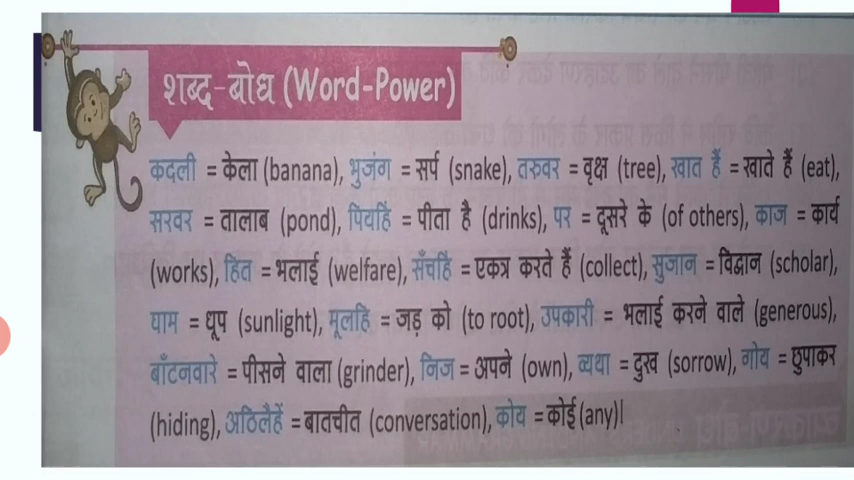 शब्द-बोध (Word-Power)
कदली = केला (banana), भुजंग = सर्प (snake), तरुवर = वृक्ष (tree), खात हैं = खाते हैं (eat),
सरवर = तालाब (pond), पियहिं = पीता है (drinks), पर = दूसरे के (of others), काज = कार्य
(works), हित = भलाई (welfare), सँचहि = एकत्र करते हैं (collect), सुजान = विद्वान (scholar),
घाम = धूप (sunlight), मूलहि = जड़ को (to root), उपकारी = भलाई करने वाले (generous),
बाँटनवारे = पीसने वाला (grinder), निज = अपने (own), व्यथा = दुख (sorrow), गोय = छुपाकर
(hiding), अठिलैहें = बातचीत (conversation), कोय = कोई (any)|